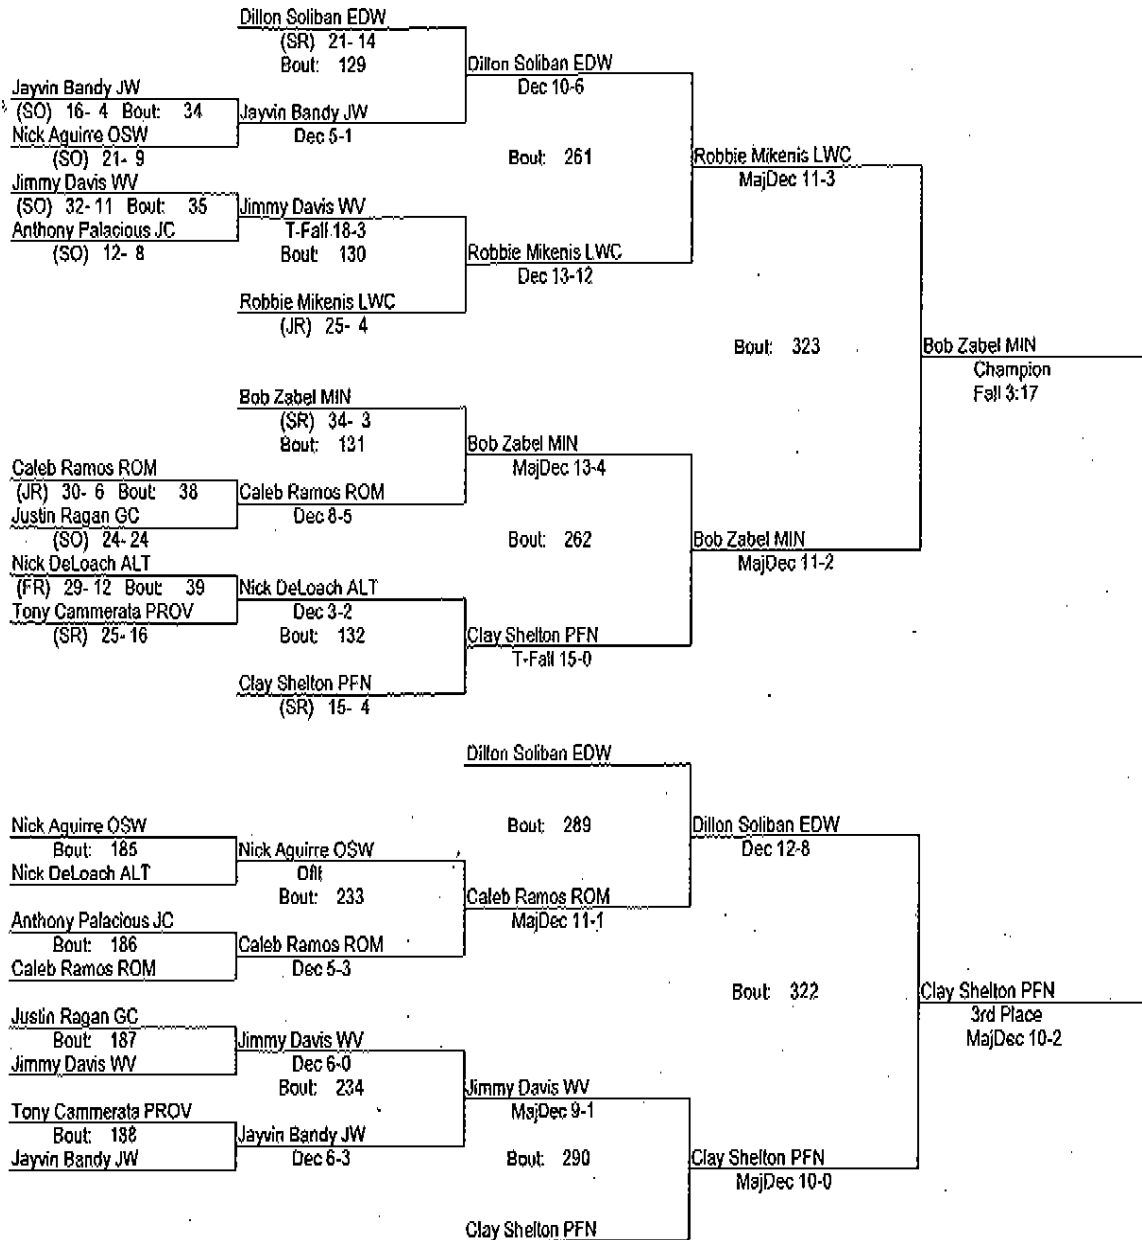 Dillon Soliban EDW
(SR) 21- 14
Bout: 129
Dillon Soliban EDW
Dec 10-6
Jayvin Bandy JW
(SO) 16- 4 Bout: 34
Jayvin Bandy JW
Dec 5-1
Nick Aguirre OSW
(SO) 21- 9
Bout: 261
Robbie Mikenis LWC
MajDec 11-3
Jimmy Davis WV
(SO) 32- 11 Bout: 35
Jimmy Davis WV
T-Fall 18-3
Bout: 130
Anthony Palacious JC
(SO) 12- 8
Robbie Mikenis LWC
Dec 13-12
Robbie Mikenis LWC
(JR) 25- 4
Bout: 323
Bob Zabel MIN
Champion
Fall 3:17
Bob Zabel MIN
(SR) 34- 3
Bout: 131
Bob Zabel MIN
MajDec 13-4
Caleb Ramos ROM
(JR) 30- 6 Bout: 38
Caleb Ramos ROM
Dec 8-5
Justin Ragan GC
(SO) 24- 24
Bout: 262
Bob Zabel MIN
MajDec 11-2
Nick DeLoach ALT
(FR) 29- 12 Bout: 39
Nick DeLoach ALT
Dec 3-2
Bout: 132
Tony Cammerata PROV
(SR) 25- 16
Clay Shelton PFN
T-Fall 15-0
Clay Shelton PFN
(SR) 15- 4
Dillon Soliban EDW
Bout: 289
Dillon Soliban EDW
Dec 12-8
Nick Aguirre OSW
Bout: 185
Nick Aguirre OSW
Bout: 233
Nick DeLoach ALT
Caleb Ramos ROM
MajDec 11-1
Anthony Palacious JC
Bout: 186
Caleb Ramos ROM
Dec 5-3
Caleb Ramos ROM
Bout: 322
Clay Shelton PFN
3rd Place
MajDec 10-2
Justin Ragan GC
Bout: 187
Jimmy Davis WV
Dec 6-0
Bout: 234
Jimmy Davis WV
Jimmy Davis WV
MajDec 9-1
Tony Cammerata PROV
Bout: 188
Jayvin Bandy JW
Dec 6-3
Jayvin Bandy JW
Bout: 290
Clay Shelton PFN
MajDec 10-0
Clay Shelton PFN